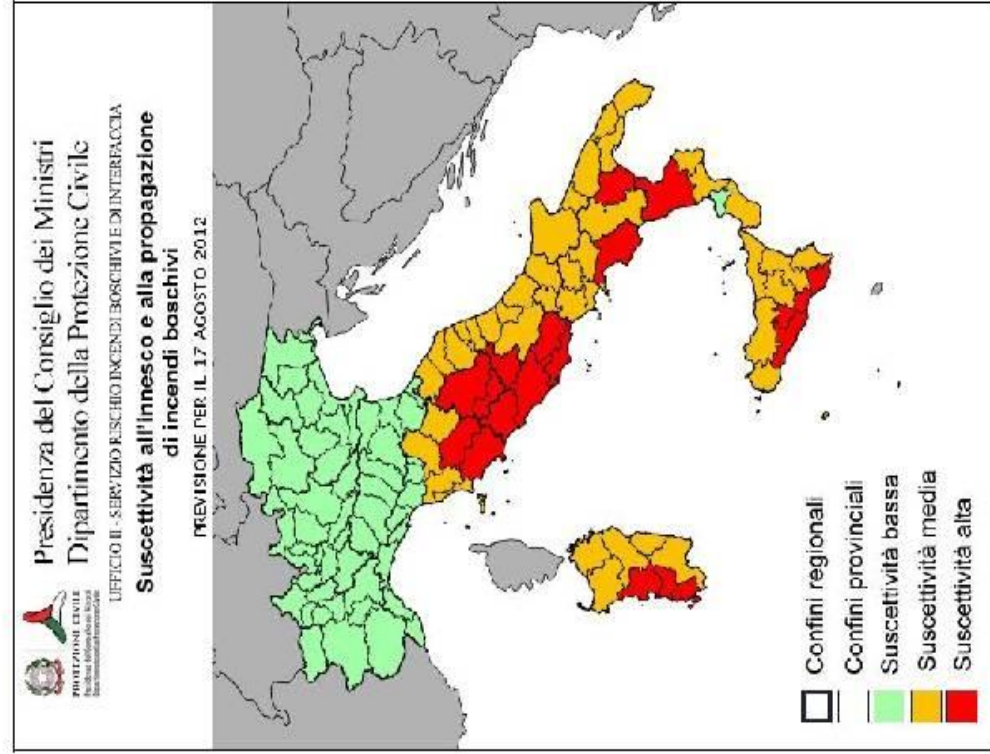 Presidenza del Consiglio dei Ministri
Dipartimento della Protezione Civile
PROTEZIONE CIVILE
UFFICIO II - SERVIZIO RISCHIO INCENDI BOSCHIVI E DI INTERFACCIA
Suscettività all'innesco e alla propagazione
di incendi boschivi
PREVISIONE PER IL 17 AGOSTO 2012
Confini regionali
Confini provinciali
Suscettività bassa
Suscettività media
Suscettività alta